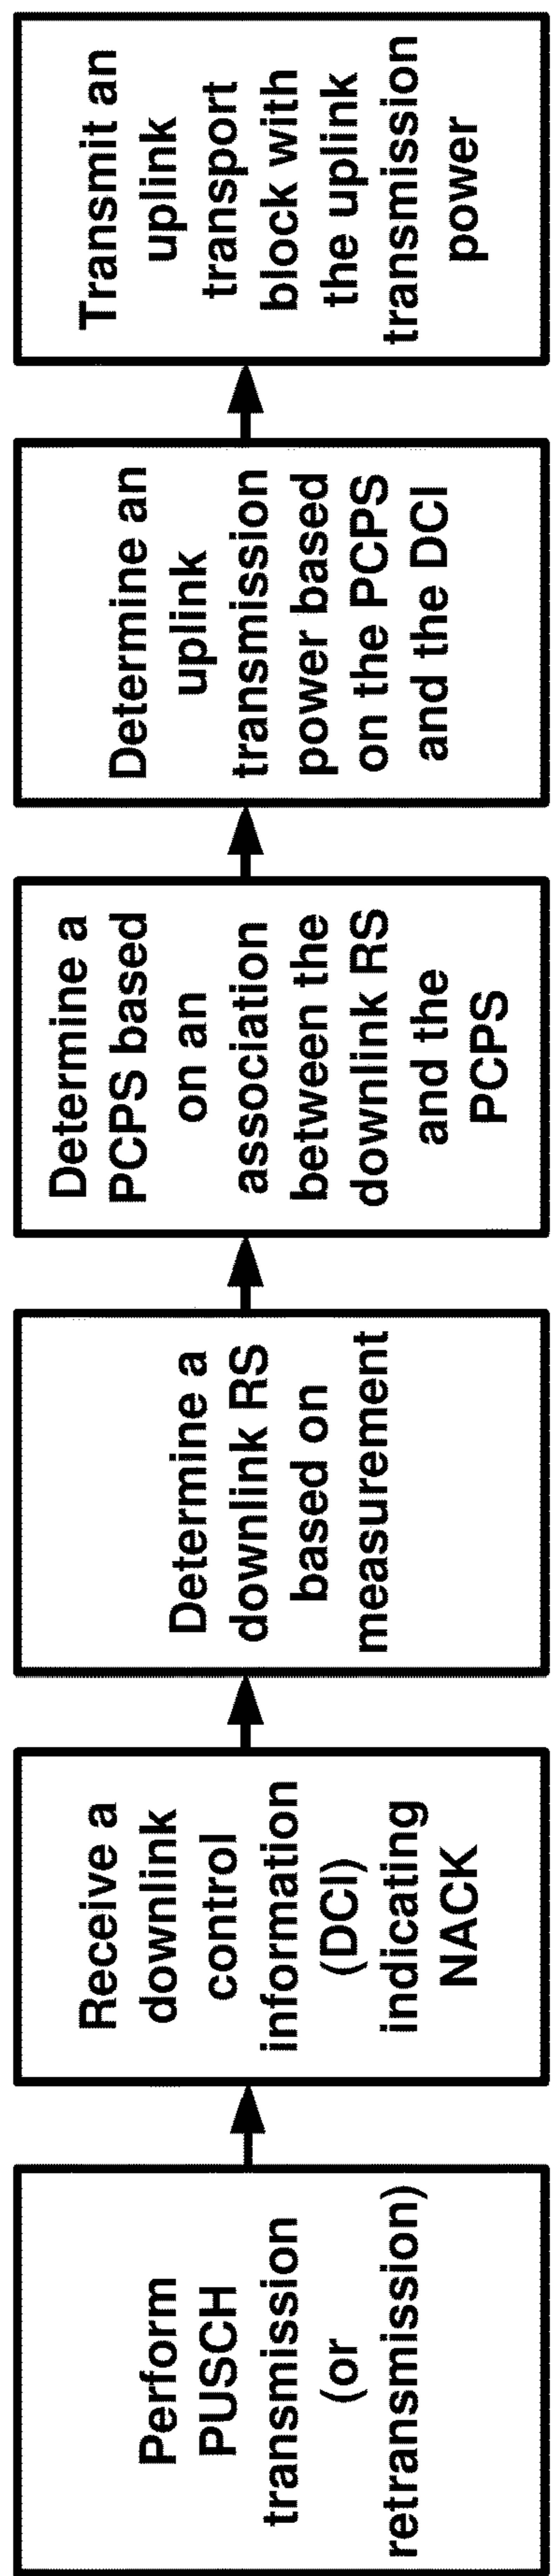 Perform
PUSCH
transmission
(or
retransmission)
Receive a
downlink
control
information
(DCI)
indicating
NACK
Determine a
downlink RS
based on
measurement
Determine a
PCPS based
on an
association
between the
downlink RS
and the
PCPS
Determine an
uplink
transmission
power based
on the PCPS
and the DCI
Transmit an
uplink
transport
block with
the uplink
transmission
power